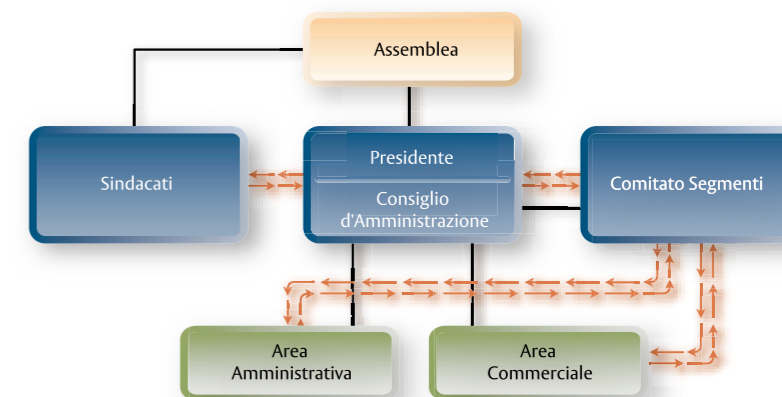 Assemblea
Sindacati
Presidente
Consiglio
d'Amministrazione
Comitato Segmenti
Area
Amministrativa
Area
Commerciale